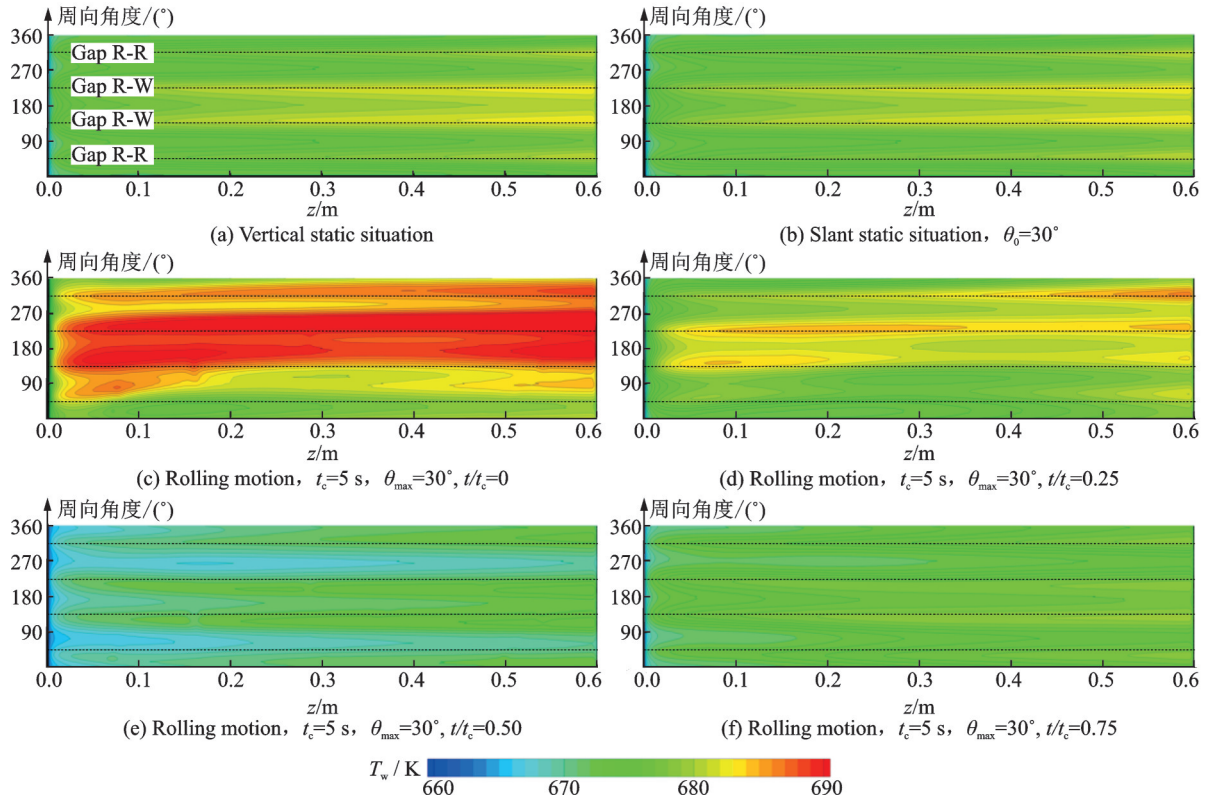 周向角度/(°)
360
270
180
90
Gap R-R
Gap R-W
Gap R-W
Gap R-R
0.0 0.1 0.2 0.3 0.4 0.5 0.6
z/m
(a) Vertical static situation
周向角度/(°)
360
270
180
90
0.0 0.1 0.2 0.3 0.4 0.5 0.6
z/m
(b) Slant static situation，θ0=30°
周向角度/(°)
360
270
180
90
0.0 0.1 0.2 0.3 0.4 0.5 0.6
z/m
(c) Rolling motion，tc=5 s，θmax=30°, t/tc=0
周向角度/(°)
360
270
180
90
0.0 0.1 0.2 0.3 0.4 0.5 0.6
z/m
(d) Rolling motion，tc=5 s，θmax=30°, t/tc=0.25
周向角度/(°)
360
270
180
90
0.0 0.1 0.2 0.3 0.4 0.5 0.6
z/m
(e) Rolling motion，tc=5 s，θmax=30°, t/tc=0.50
周向角度/(°)
360
270
180
90
0.0 0.1 0.2 0.3 0.4 0.5 0.6
z/m
(f) Rolling motion，tc=5 s，θmax=30°, t/tc=0.75
Tw / K
660 670 680 690